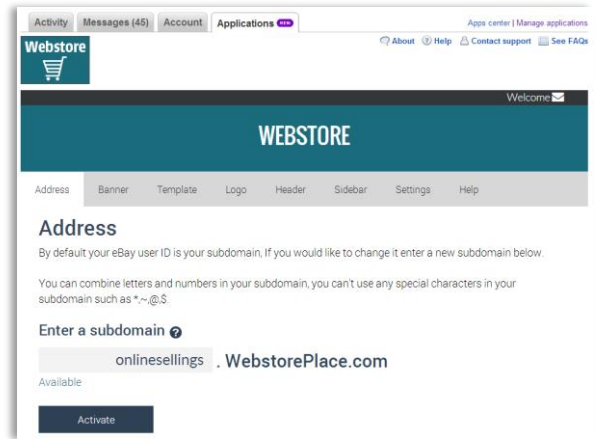 Activity Messages (45) Account Applications NEW
Apps center | Manage applications
Webstore
About Help Contact support See FAQs
Welcome
WEBSTORE
Address Banner Template Logo Header Sidebar Settings Help
Address
By default your eBay user ID is your subdomain, If you would like to change it enter a new subdomain below.
You can combine letters and numbers in your subdomain, you can't use any special characters in your
subdomain such as *,~,@,$.
Enter a subdomain ?
onlinesellings . WebstorePlace.com
Available
Activate